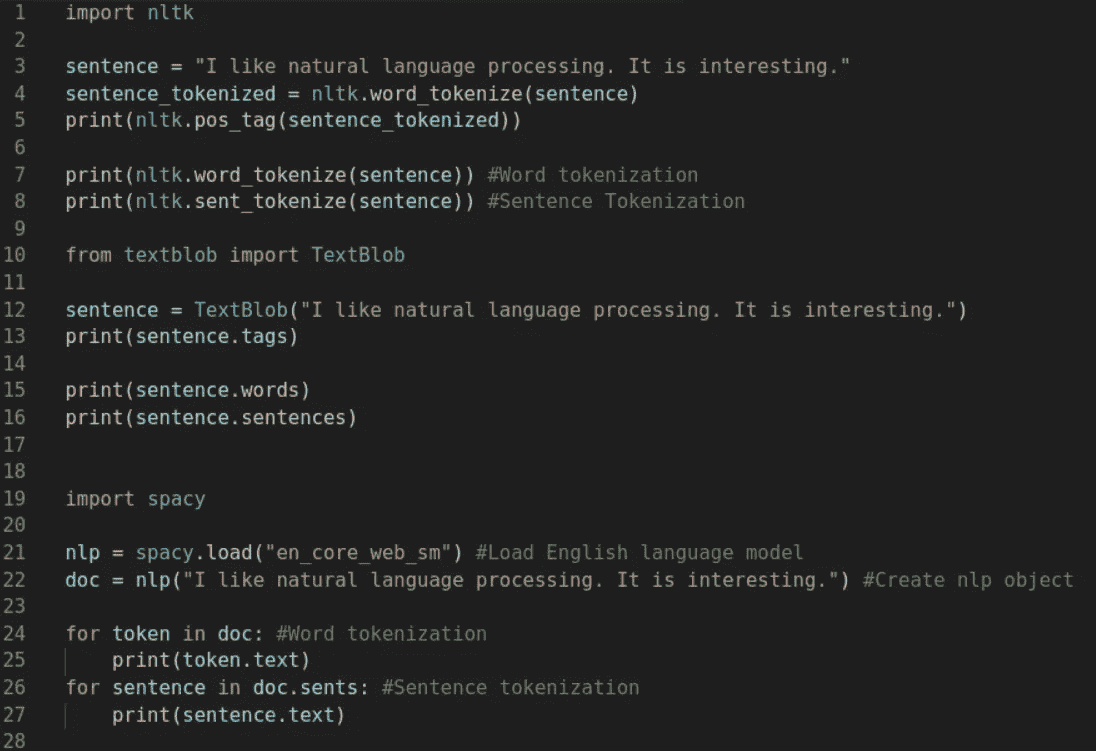 1 import nltk
2
3 sentence = "I like natural language processing. It is interesting."
4 sentence_tokenized = nltk.word_tokenize(sentence)
5 print(nltk.pos_tag(sentence_tokenized))
6
7 print(nltk.word_tokenize(sentence)) #Word tokenization
8 print(nltk.sent_tokenize(sentence)) #Sentence Tokenization
9
10 from textblob import TextBlob
11
12 sentence = TextBlob("I like natural language processing. It is interesting.")
13 print(sentence.tags)
14
15 print(sentence.words)
16 print(sentence.sentences)
17
18
19 import spacy
20
21 nlp = spacy.load("en_core_web_sm") #Load English language model
22 doc = nlp("I like natural language processing. It is interesting.") #Create nlp object
23
24 for token in doc: #Word tokenization
25     print(token.text)
26 for sentence in doc.sents: #Sentence tokenization
27     print(sentence.text)
28